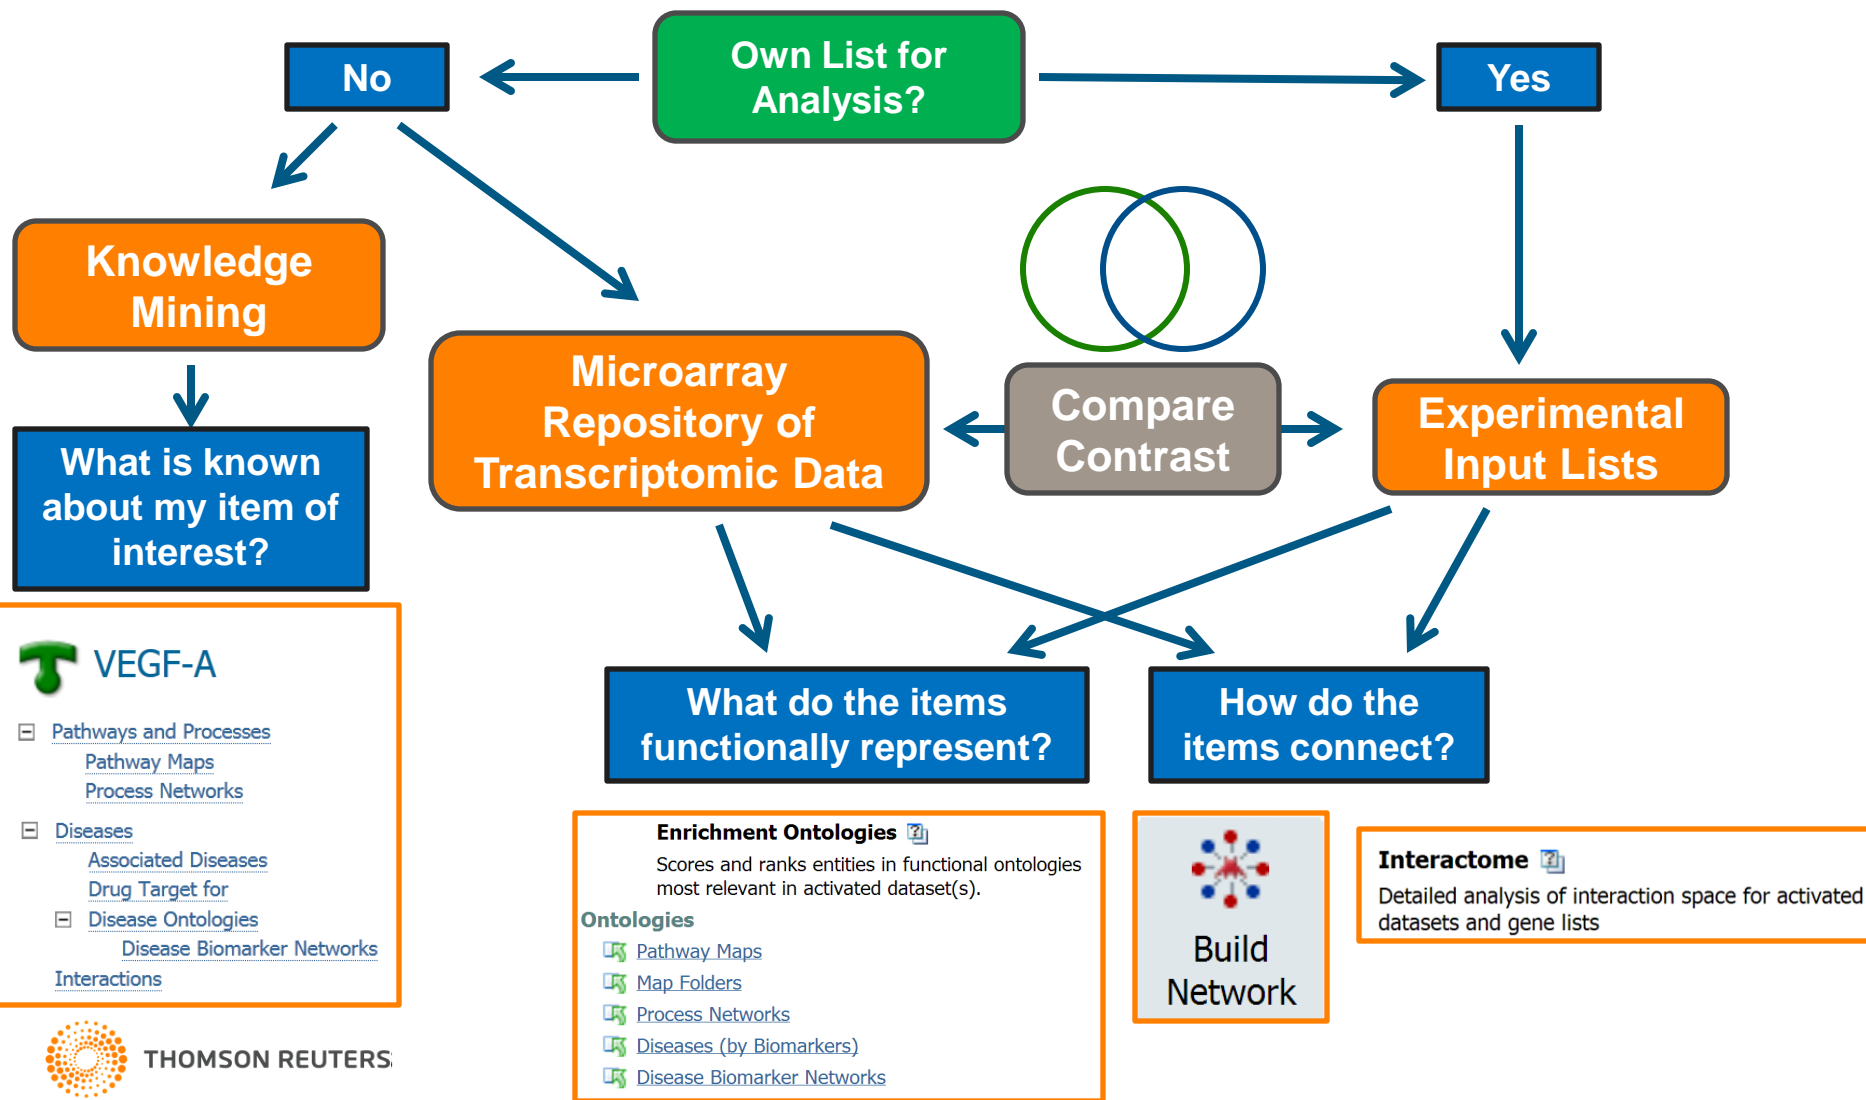 Own List for
Analysis?
No
Yes
Knowledge
Mining
Microarray
Repository of
Transcriptomic Data
Compare
Contrast
Experimental
Input Lists
What is known
about my item of
interest?
What do the items
functionally represent?
How do the
items connect?
VEGF-A
Pathways and Processes
Pathway Maps
Process Networks
Diseases
Associated Diseases
Drug Target for
Disease Ontologies
Disease Biomarker Networks
Interactions
Enrichment Ontologies
Scores and ranks entities in functional ontologies
most relevant in activated dataset(s).
Ontologies
Pathway Maps
Map Folders
Process Networks
Diseases (by Biomarkers)
Disease Biomarker Networks
Build
Network
Interactome
Detailed analysis of interaction space for activated
datasets and gene lists
THOMSON REUTERS